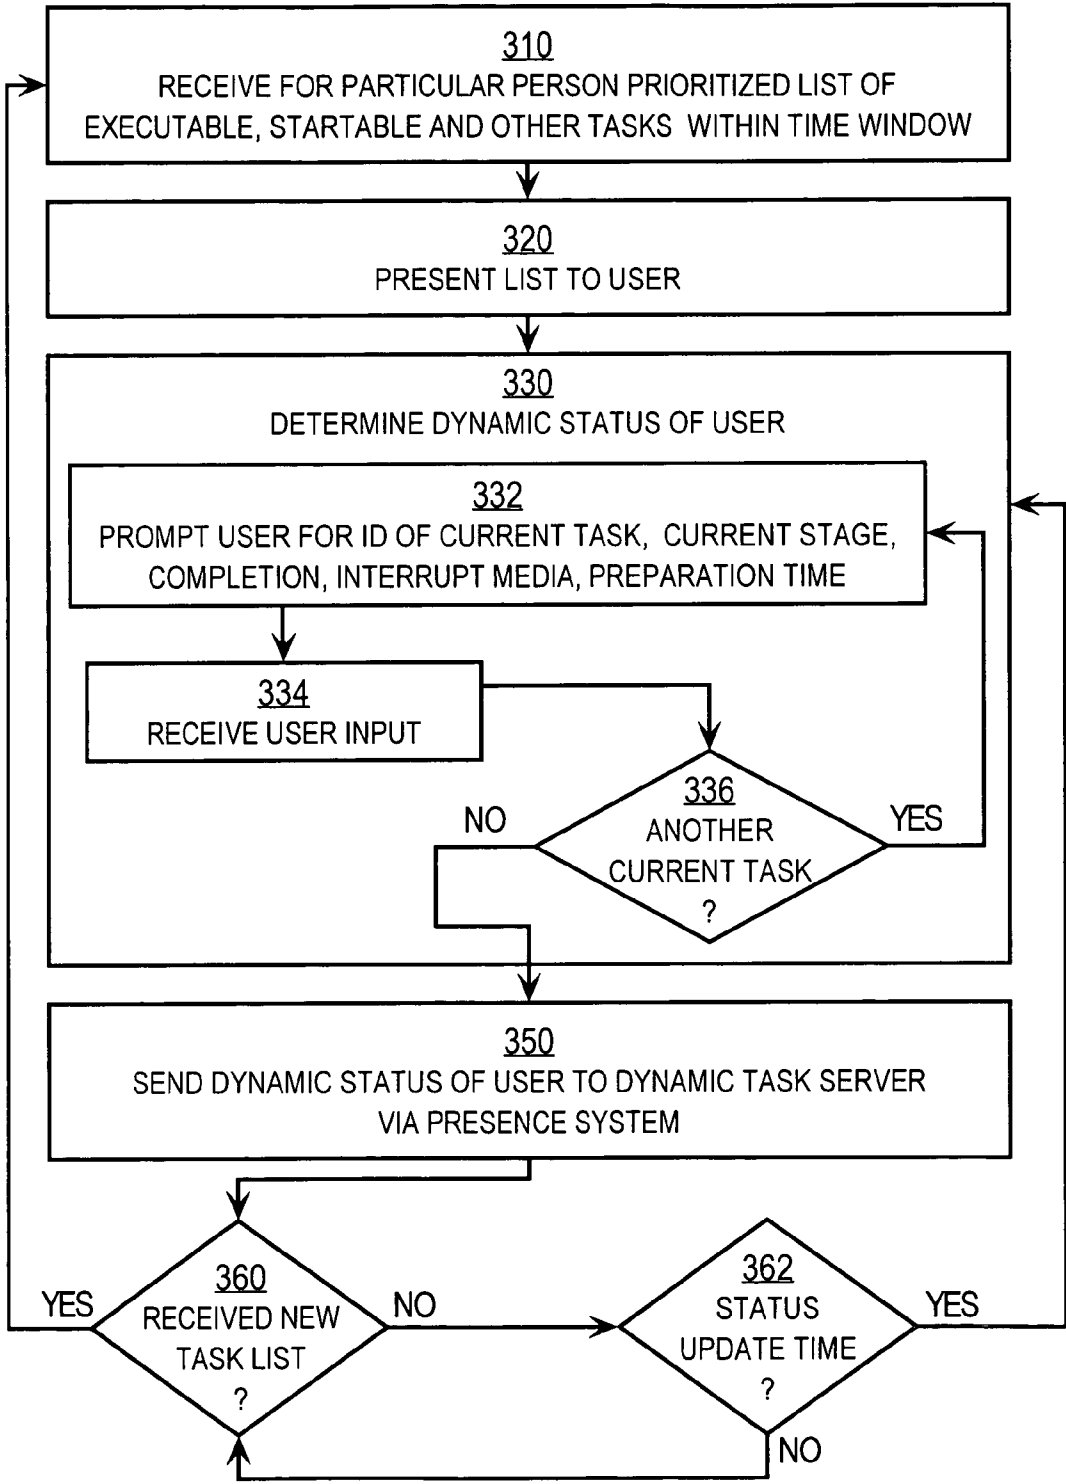 310
RECEIVE FOR PARTICULAR PERSON PRIORITIZED LIST OF
EXECUTABLE, STARTABLE AND OTHER TASKS WITHIN TIME WINDOW
320
PRESENT LIST TO USER
330
DETERMINE DYNAMIC STATUS OF USER
332
PROMPT USER FOR ID OF CURRENT TASK, CURRENT STAGE,
COMPLETION, INTERRUPT MEDIA, PREPARATION TIME
334
RECEIVE USER INPUT
336
ANOTHER
CURRENT TASK
?
NO
YES
350
SEND DYNAMIC STATUS OF USER TO DYNAMIC TASK SERVER
VIA PRESENCE SYSTEM
360
RECEIVED NEW
TASK LIST
?
YES
NO
362
STATUS
UPDATE TIME
?
YES
NO